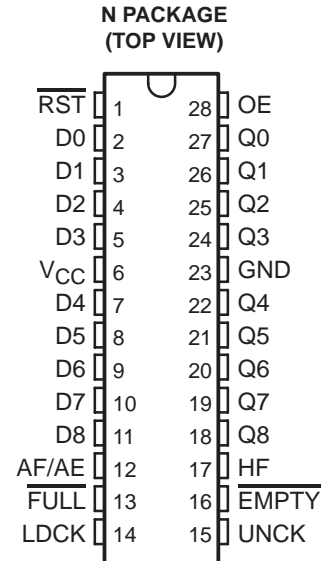 N PACKAGE
(TOP VIEW)
RST 1 28 OE
D0 2 27 Q0
D1 3 26 Q1
D2 4 25 Q2
D3 5 24 Q3
VCC 6 23 GND
D4 7 22 Q4
D5 8 21 Q5
D6 9 20 Q6
D7 10 19 Q7
D8 11 18 Q8
AF/AE 12 17 HF
FULL 13 16 EMPTY
LDCK 14 15 UNCK